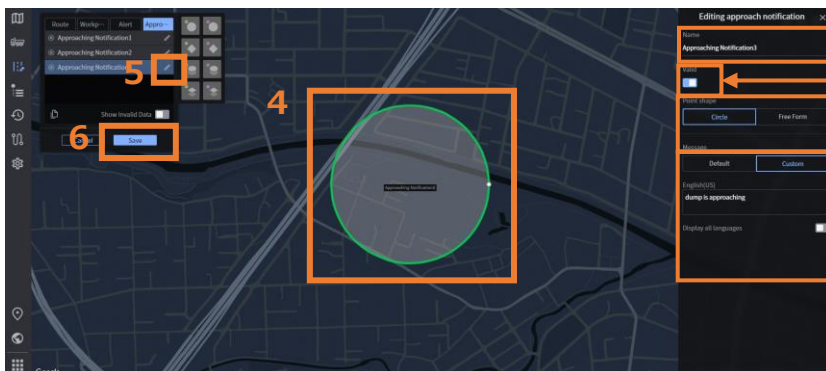 Route Workp… Alert Appro…
Approaching Notification1
Approaching Notification2
Approaching Notification
5
Show Invalid Data
6
Save
4
Editing approach notification ×
Name
Approaching Notification3
Valid
Point shape
Circle Free Form
Message
Default Custom
English(US)
dump is approaching
Display all languages